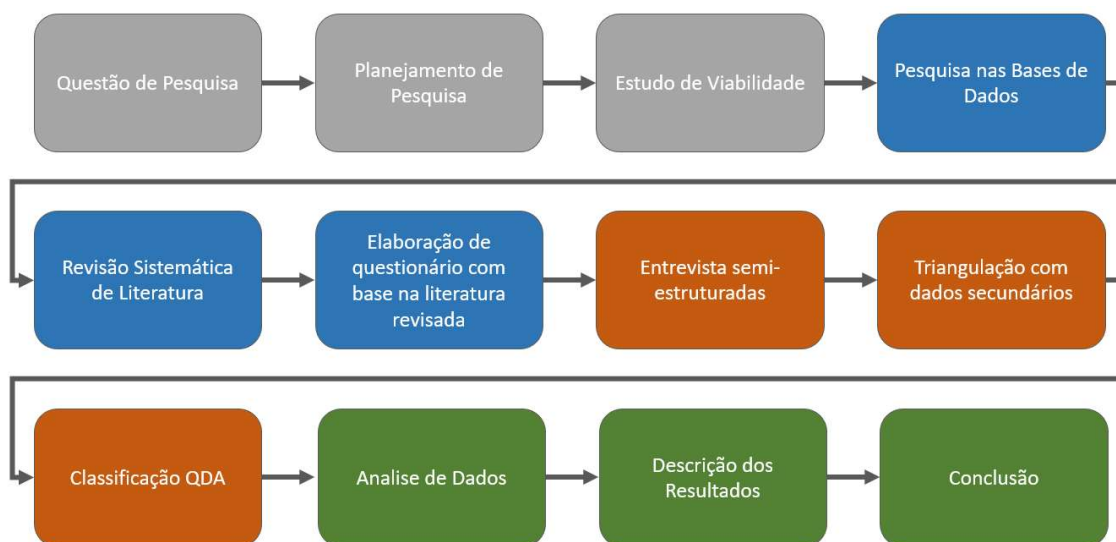 Questão de Pesquisa
Planejamento de
Pesquisa
Estudo de Viabilidade
Pesquisa nas Bases de
Dados
Revisão Sistemática
de Literatura
Elaboração de
questionário com
base na literatura
revisada
Entrevista semi-
estruturadas
Triangulação com
dados secundários
Classificação QDA
Analise de Dados
Descrição dos
Resultados
Conclusão